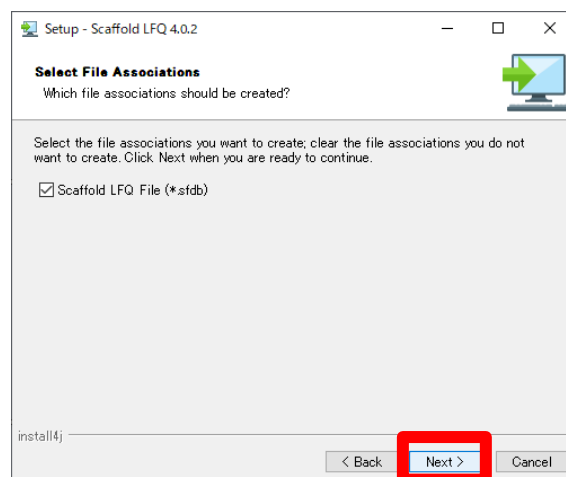 Setup - Scaffold LFQ 4.0.2
Select File Associations
Which file associations should be created?
Select the file associations you want to create; clear the file associations you do not
want to create. Click Next when you are ready to continue.
Scaffold LFQ File (*.sfdb)
install4j
< Back Next > Cancel